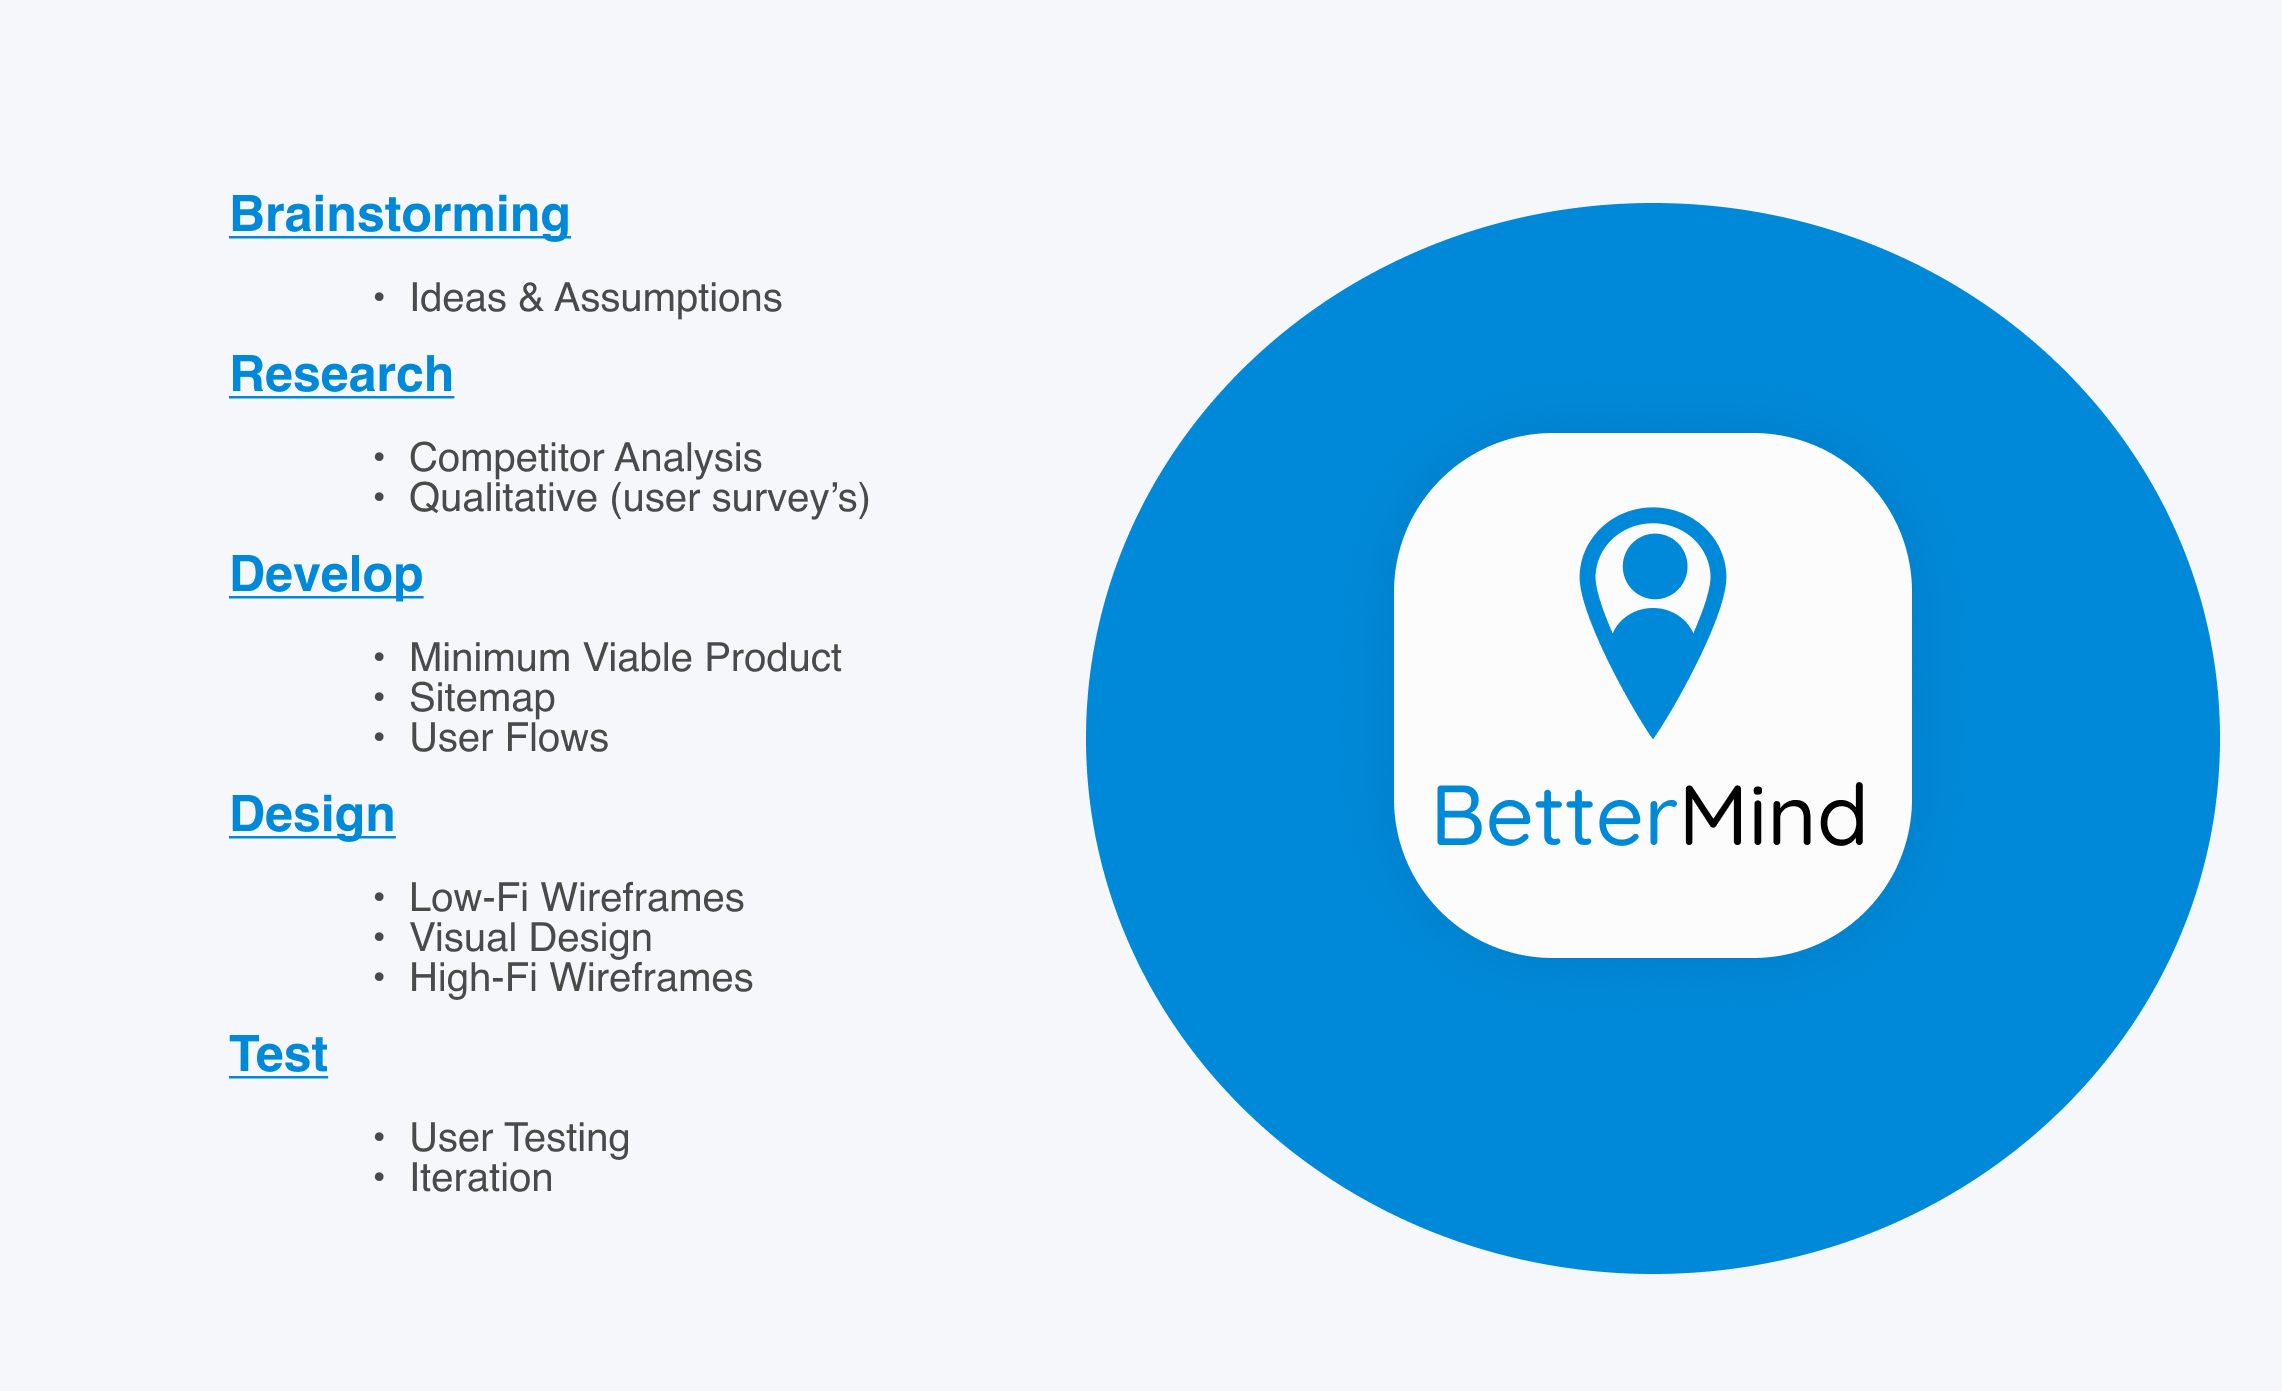 Brainstorming
• Ideas & Assumptions
Research
• Competitor Analysis
• Qualitative (user survey’s)
Develop
• Minimum Viable Product
• Sitemap
• User Flows
Design
• Low-Fi Wireframes
• Visual Design
• High-Fi Wireframes
Test
• User Testing
• Iteration
BetterMind